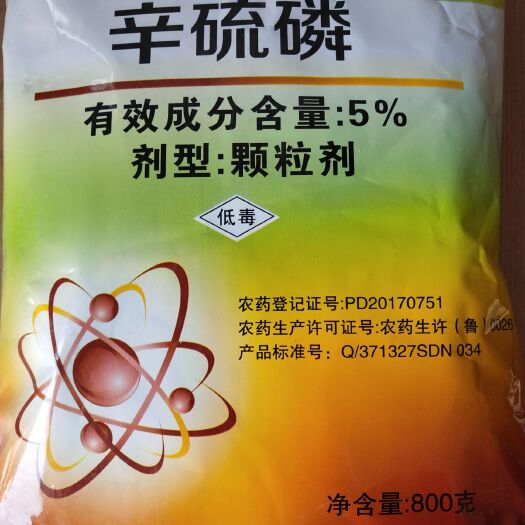 辛硫磷
有效成分含量:5%
剂型:颗粒剂
低毒
农药登记证号:PD20170751
农药生产许可证号:农药生许(鲁)0026
产品标准号: Q/371327SDN 034
净含量:800克